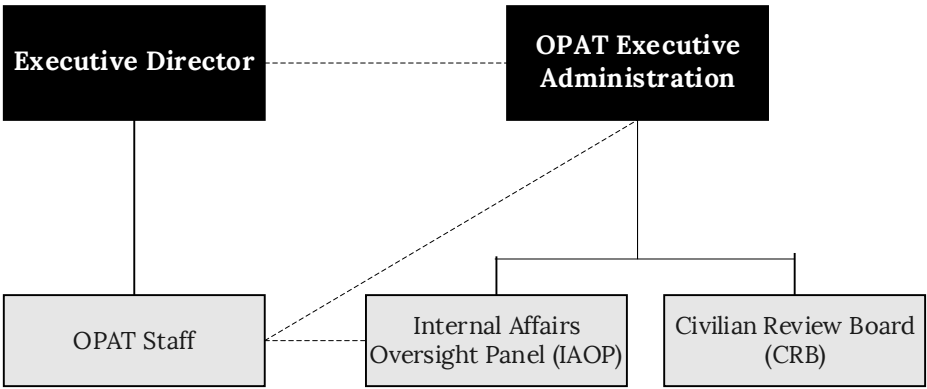 Executive Director
OPAT Executive
Administration
OPAT Staff
Internal Affairs
Oversight Panel (IAOP)
Civilian Review Board
(CRB)